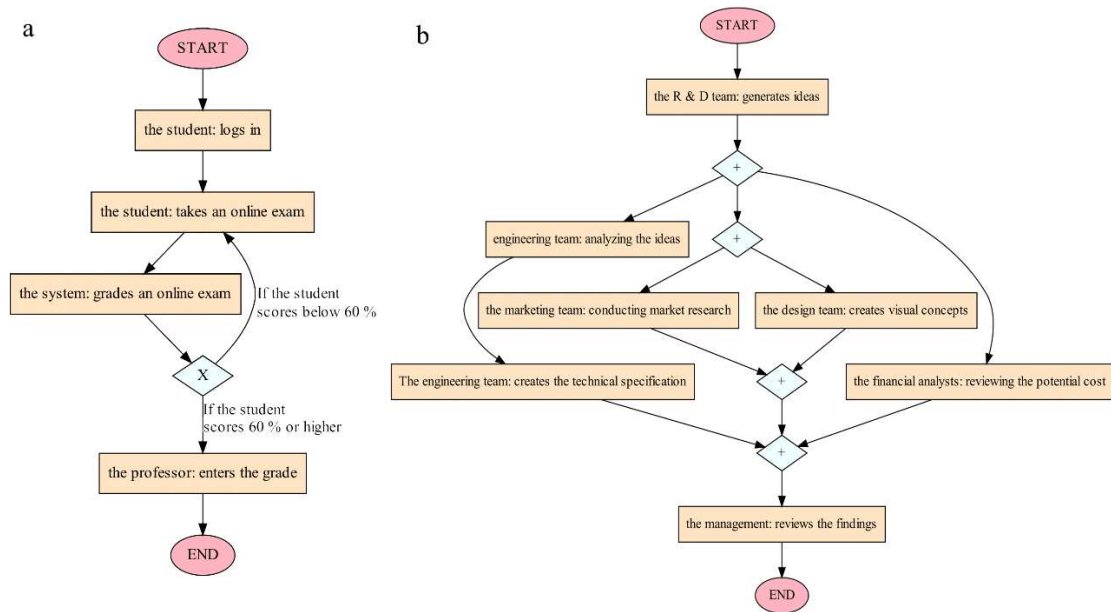 a
START
the student: logs in
the student: takes an online exam
the system: grades an online exam
If the student
scores below 60 %
X
If the student
scores 60 % or higher
the professor: enters the grade
END
b
START
the R & D team: generates ideas
+
engineering team: analyzing the ideas
+
the marketing team: conducting market research
the design team: creates visual concepts
The engineering team: creates the technical specification
+
the financial analysts: reviewing the potential cost
+
the management: reviews the findings
END